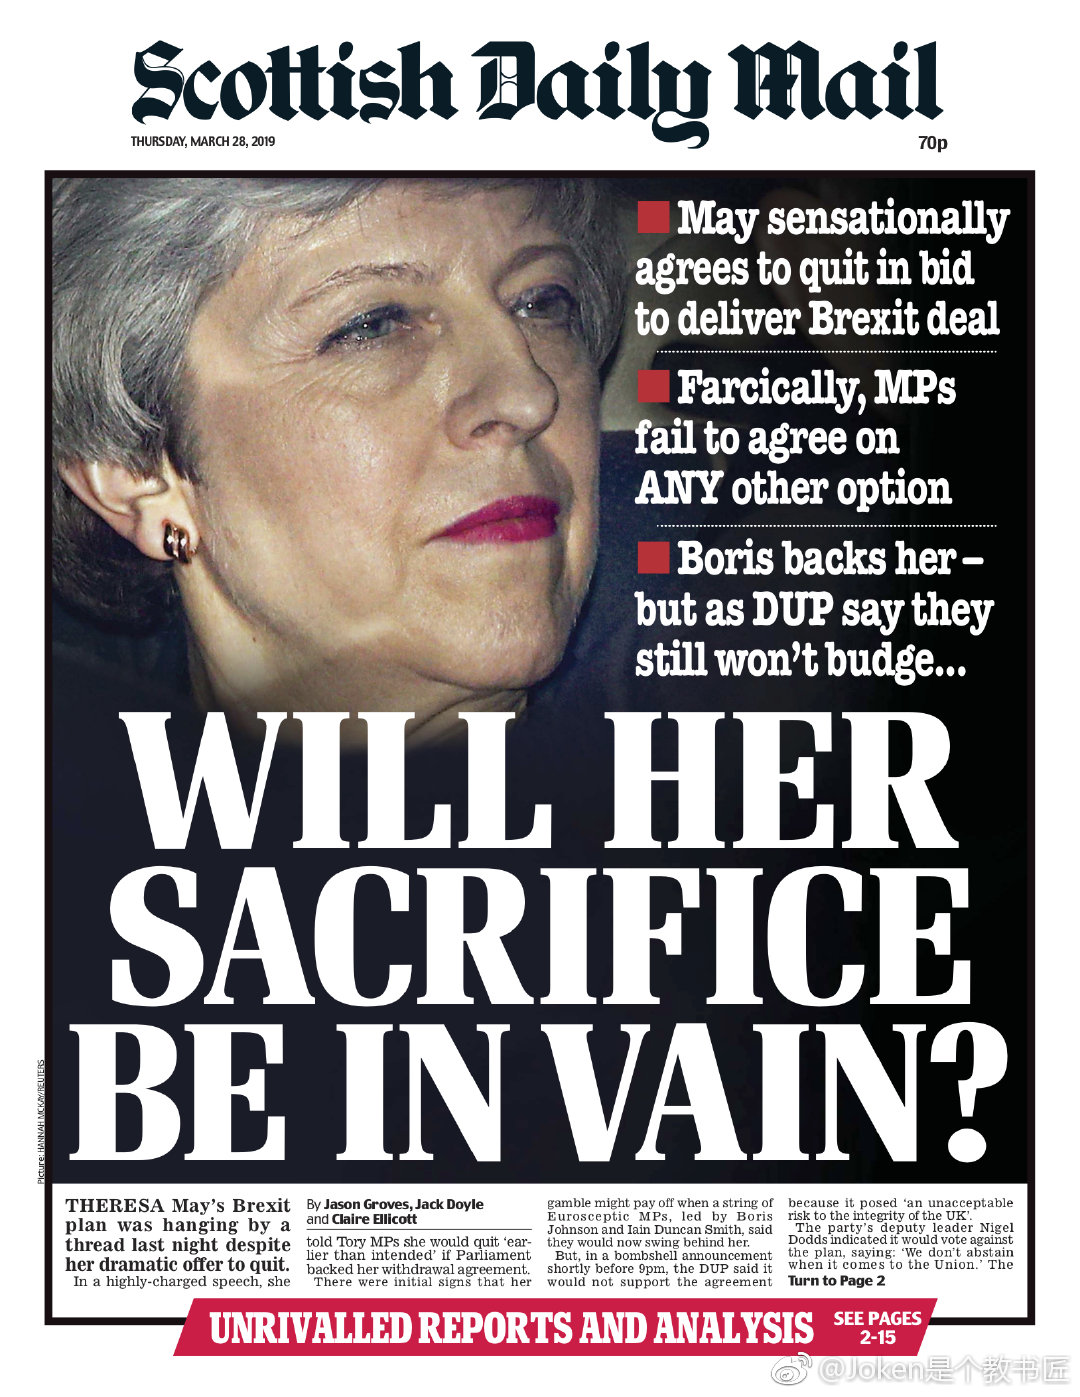 Scottish Daily Mail
THURSDAY, MARCH 28, 2019
70p
May sensationally
agrees to quit in bid
to deliver Brexit deal
Farcically, MPs
fail to agree on
ANY other option
Boris backs her –
but as DUP say they
still won't budge...
WILL HER
SACRIFICE
BE IN VAIN?
Picture: HANNAH MCKAY/REUTERS
THERESA May's Brexit
plan was hanging by a
thread last night despite
her dramatic offer to quit.
In a highly-charged speech, she
By Jason Groves, Jack Doyle
and Claire Ellicott
told Tory MPs she would quit 'ear-
lier than intended' if Parliament
backed her withdrawal agreement.
There were initial signs that her
gamble might pay off when a string of
Eurosceptic MPs, led by Boris
Johnson and Iain Duncan Smith, said
they would now swing behind her.
But, in a bombshell announcement
shortly before 9pm, the DUP said it
would not support the agreement
because it posed 'an unacceptable
risk to the integrity of the UK'.
The party's deputy leader Nigel
Dodds indicated it would vote against
the plan, saying: 'We don't abstain
when it comes to the Union.' The
Turn to Page 2
UNRIVALLED REPORTS AND ANALYSIS
SEE PAGES
2-15
@Joken是个教书匠